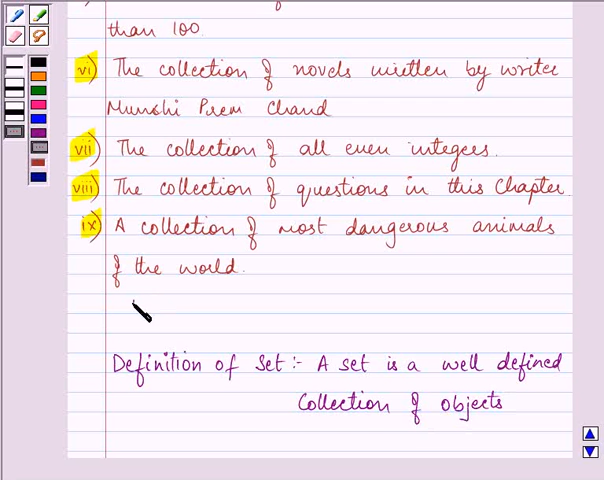 than 100.
vi) The collection of novels written by writer
Munshi Prem Chand
vii) The collection of all even integers.
viii) The collection of questions in this Chapter
ix) A collection of most dangerous animals
of the world.
Definition of Set :- A set is a well defined
Collection of objects